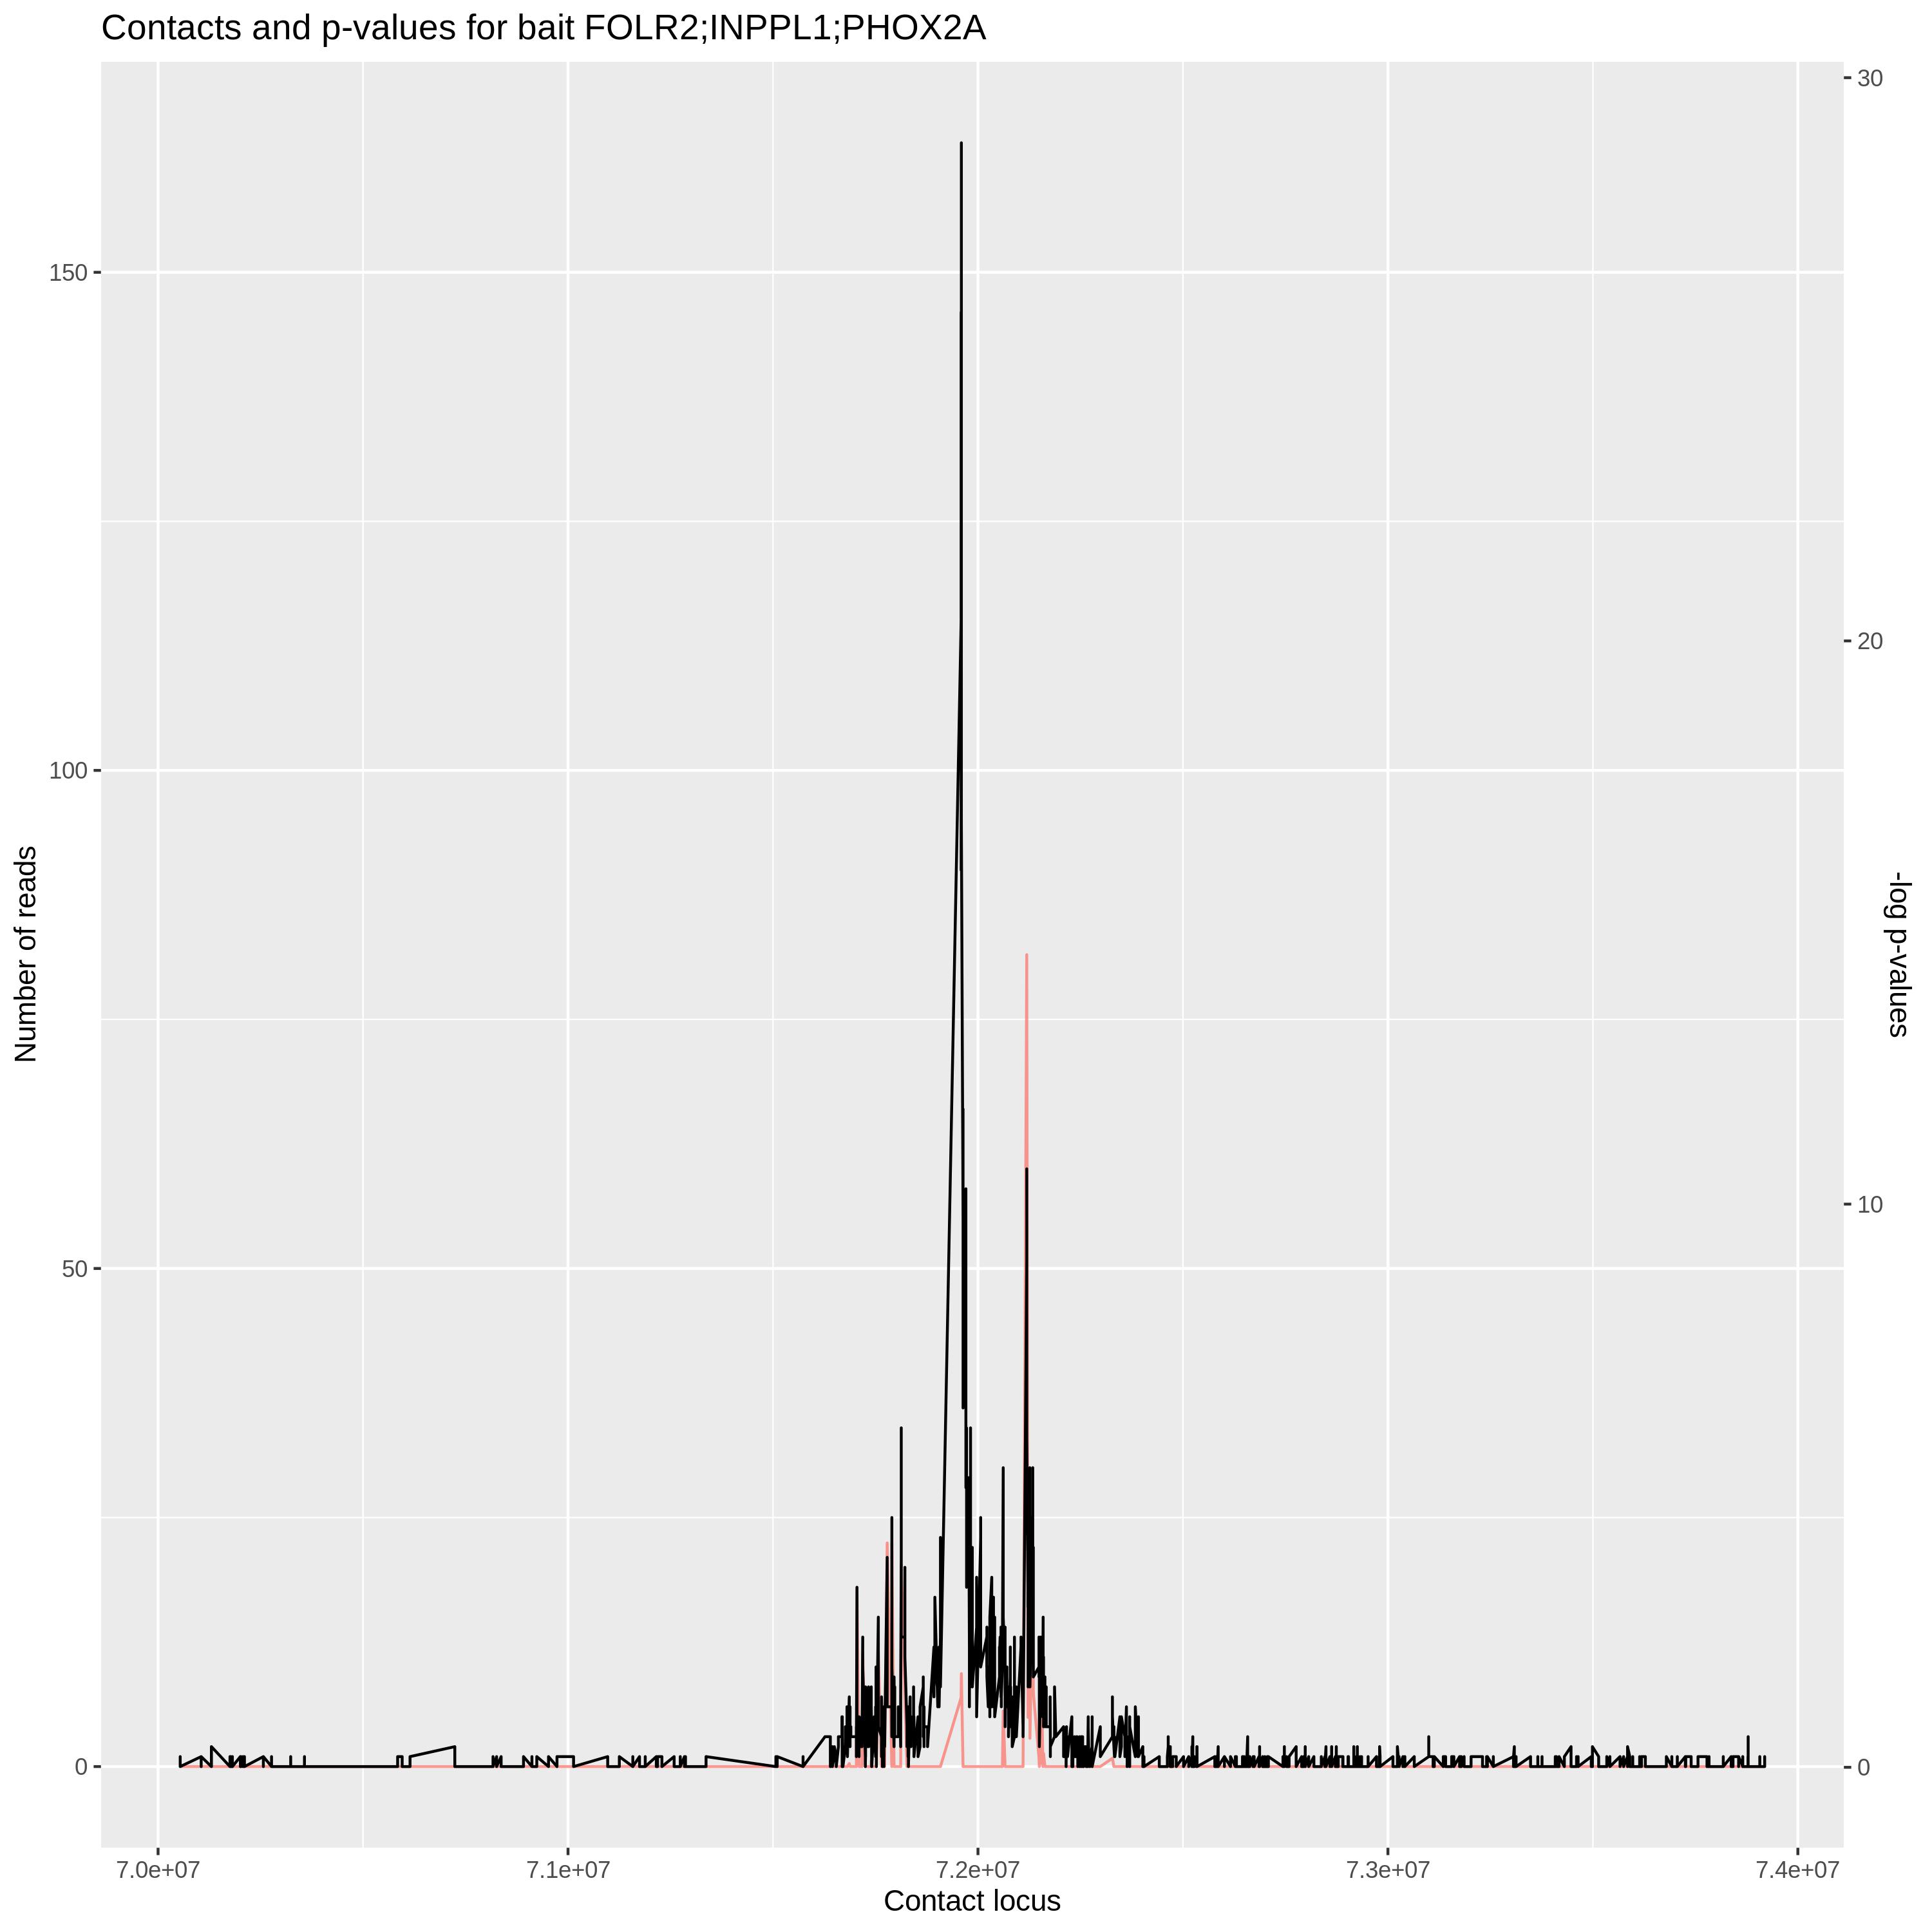 Contacts and p-values for bait FOLR2;INPPL1;PHOX2A
30
150
20
100
Number of reads
-log p-values
10
50
0
0
7.0e+07
7.1e+07
7.2e+07
7.3e+07
7.4e+07
Contact locus